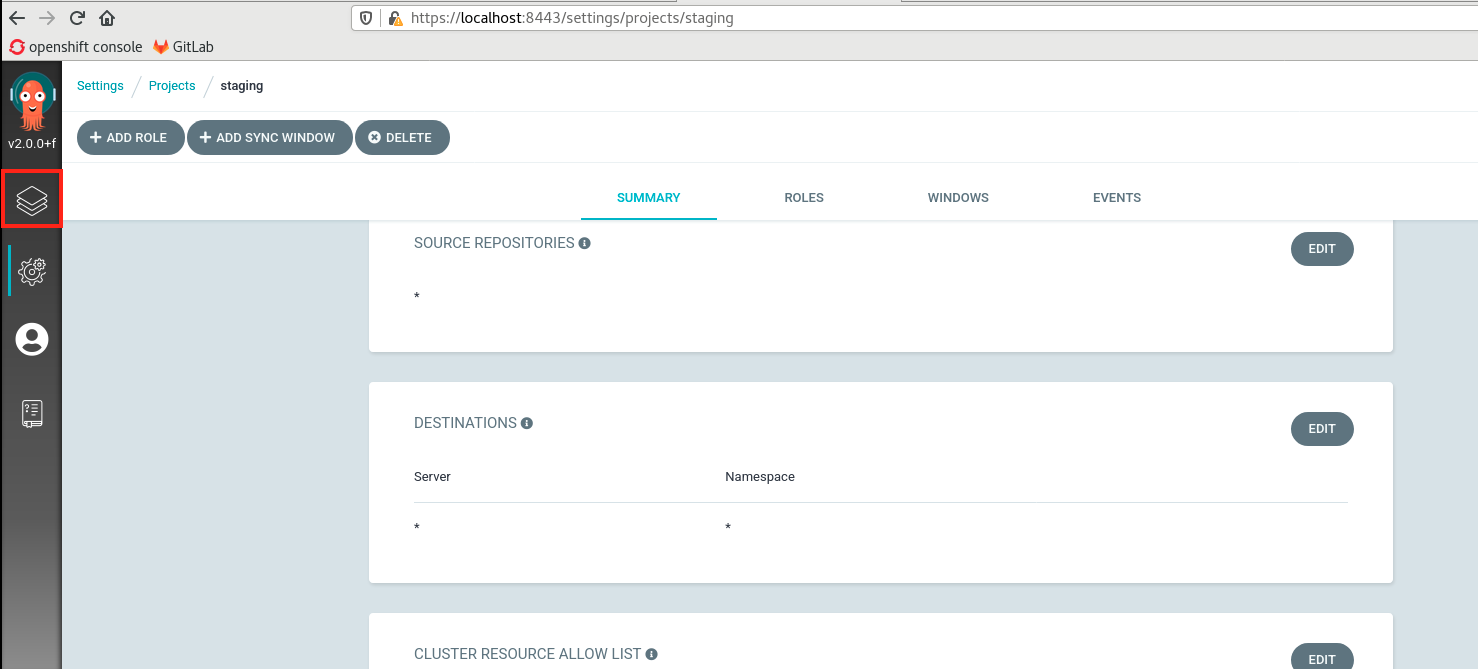 https://localhost:8443/settings/projects/staging
openshift console GitLab
Settings / Projects / staging
v2.0.0+f
+ ADD ROLE + ADD SYNC WINDOW DELETE
SUMMARY ROLES WINDOWS EVENTS
SOURCE REPOSITORIES EDIT
*
DESTINATIONS EDIT
Server Namespace
* *
CLUSTER RESOURCE ALLOW LIST EDIT